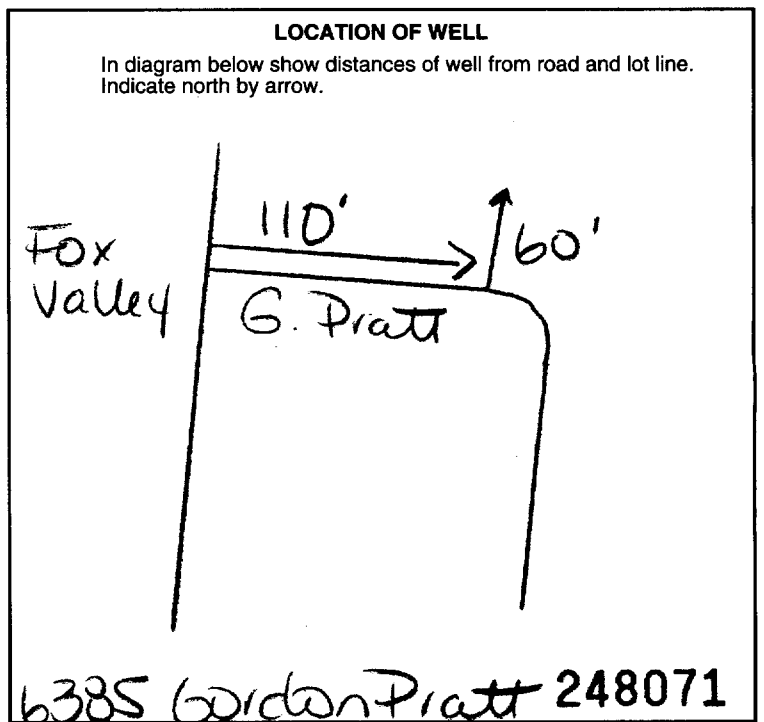 LOCATION OF WELL
In diagram below show distances of well from road and lot line.
Indicate north by arrow.
110'
60'
Fox
Valley
G. Pratt
6385 Gordon Pratt 248071